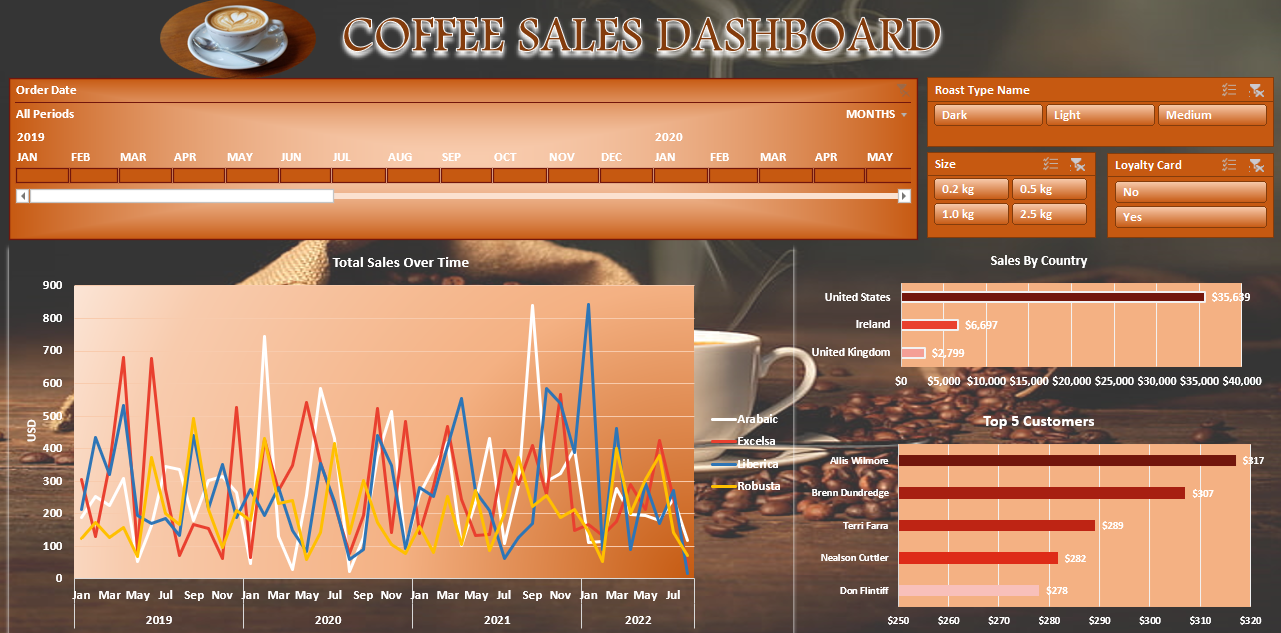 COFFEE SALES DASHBOARD
Order Date
All Periods
MONTHS
2019 2020
JAN FEB MAR APR MAY JUN JUL AUG SEP OCT NOV DEC JAN FEB MAR APR MAY
Roast Type Name
Dark Light Medium
Size
0.2 kg 0.5 kg
1.0 kg 2.5 kg
Loyalty Card
No
Yes
Total Sales Over Time
900
800
700
600
500
400
300
200
100
0
USD
Jan Mar May Jul Sep Nov Jan Mar May Jul Sep Nov Jan Mar May Jul Sep Nov Jan Mar May Jul
2019 2020 2021 2022
Arabaic
Excelsa
Liberica
Robusta
Sales By Country
United States $35,639
Ireland $6,697
United Kingdom $2,799
$0 $5,000 $10,000 $15,000 $20,000 $25,000 $30,000 $35,000 $40,000
Top 5 Customers
Allis Wilmore $317
Brenn Dundredge $307
Terri Farra $289
Nealson Cuttler $282
Don Flintiff $278
$250 $260 $270 $280 $290 $300 $310 $320